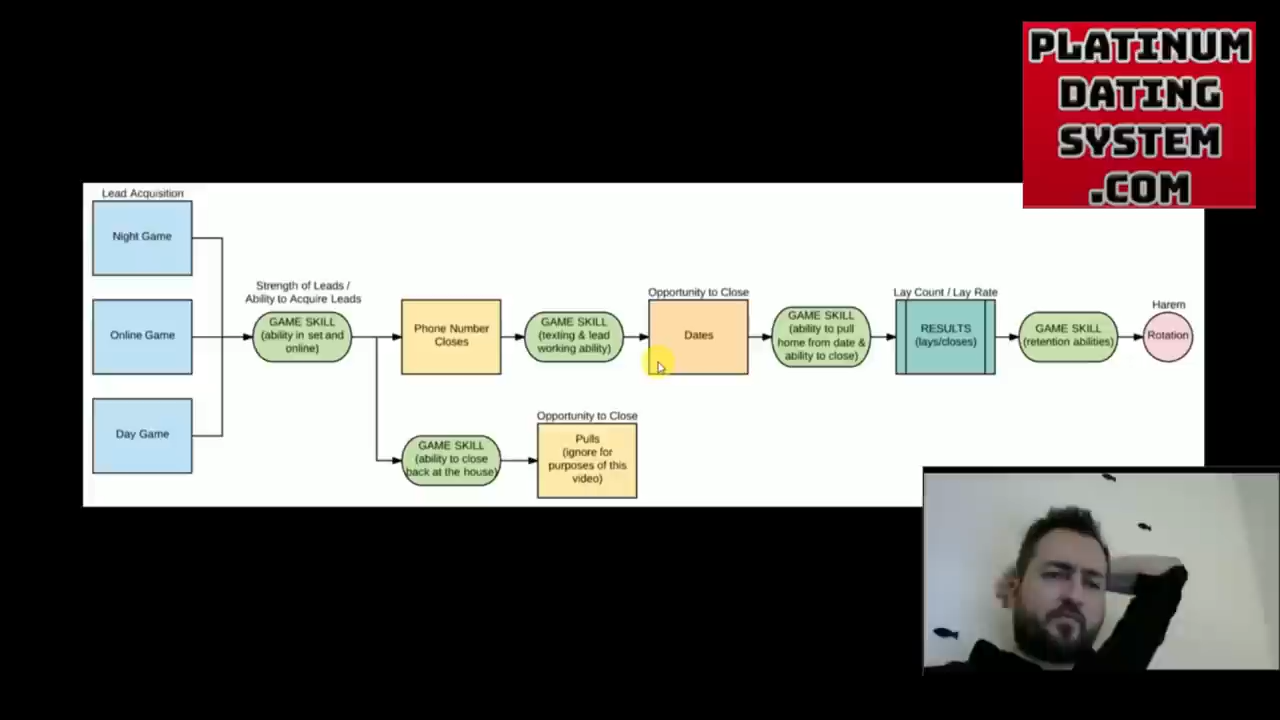 PLATINUM
DATING
SYSTEM
.COM
Lead Acquisition
Night Game
Online Game
Day Game
Strength of Leads /
Ability to Acquire Leads
GAME SKILL
(ability in set and
online)
Phone Number
Closes
GAME SKILL
(texting & lead
working ability)
Opportunity to Close
Dates
GAME SKILL
(ability to pull
home from date &
ability to close)
Lay Count / Lay Rate
RESULTS
(lays/closes)
GAME SKILL
(retention abilities)
Harem
Rotation
GAME SKILL
(ability to close
back at the house)
Opportunity to Close
Pulls
(ignore for
purposes of this
video)